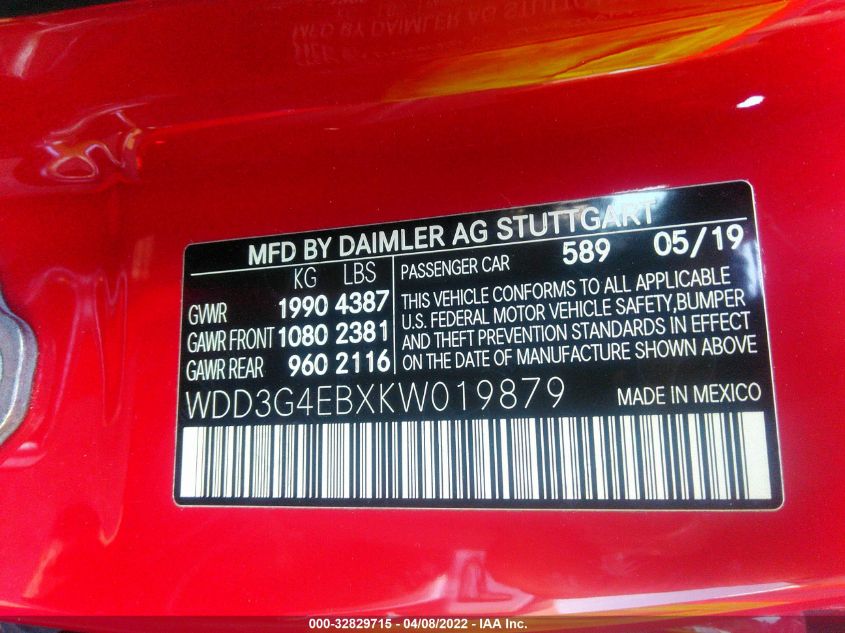 MFD BY DAIMLER AG STUTTGART
KG LBS
GVWR 1990 4387
GAWR FRONT 1080 2381
GAWR REAR 960 2116
PASSENGER CAR 589 05/19
THIS VEHICLE CONFORMS TO ALL APPLICABLE
U.S. FEDERAL MOTOR VEHICLE SAFETY, BUMPER
AND THEFT PREVENTION STANDARDS IN EFFECT
ON THE DATE OF MANUFACTURE SHOWN ABOVE
WDD3G4EBXKW019879 MADE IN MEXICO
000-32829715 - 04/08/2022 - IAA Inc.